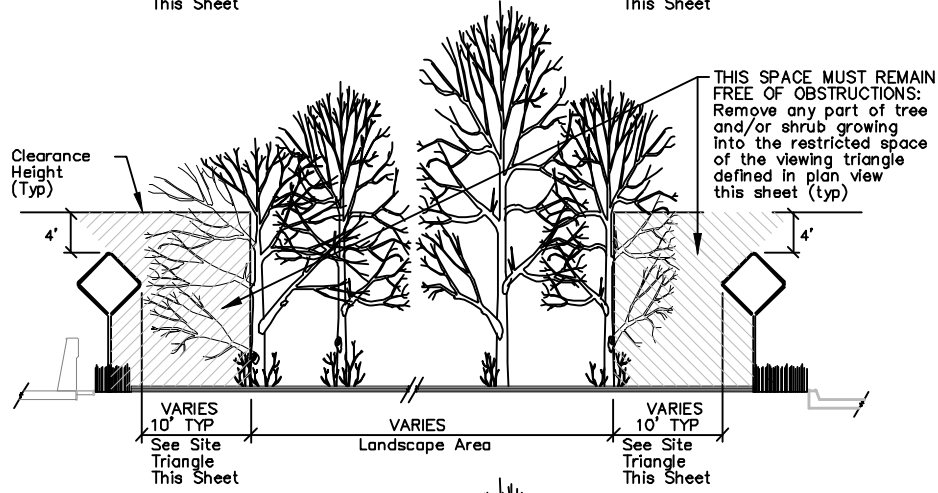 This Sheet
This Sheet
THIS SPACE MUST REMAIN
FREE OF OBSTRUCTIONS:
Remove any part of tree
and/or shrub growing
into the restricted space
of the viewing triangle
defined in plan view
this sheet (typ)
Clearance
Height
(Typ)
4'
4'
VARIES
10' TYP
See Site
Triangle
This Sheet
VARIES
Landscape Area
VARIES
10' TYP
See Site
Triangle
This Sheet